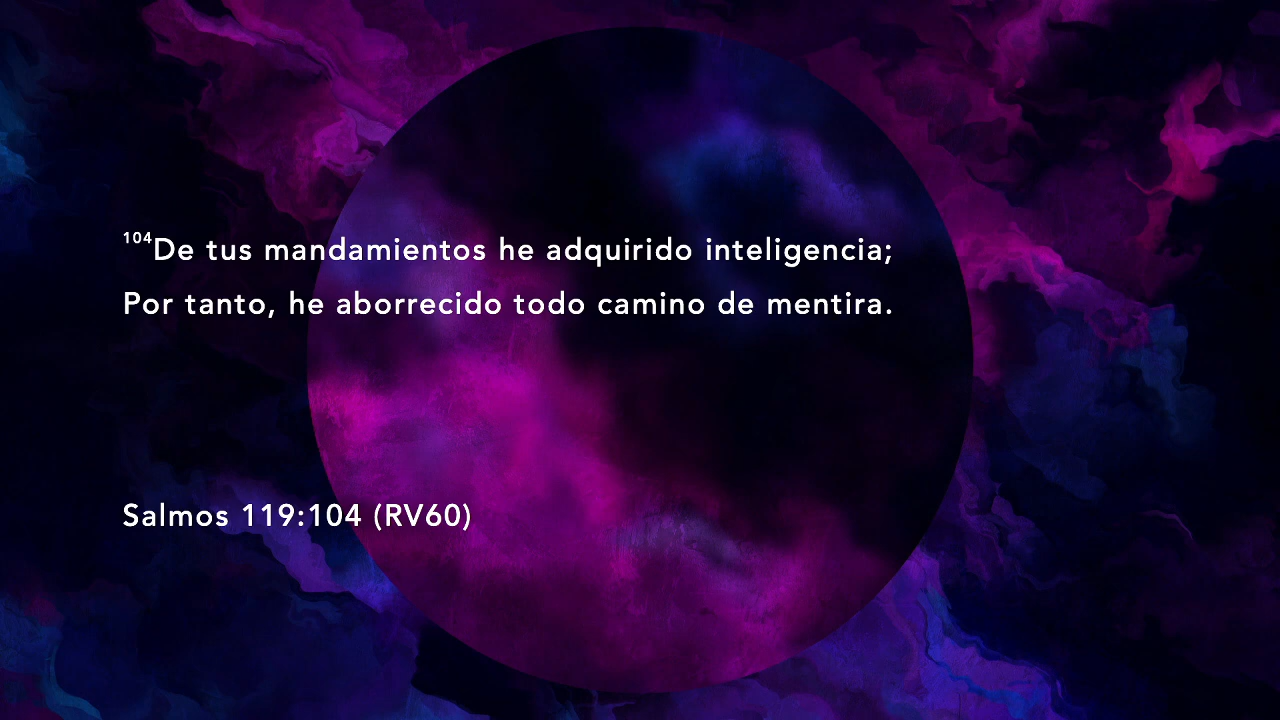 104De tus mandamientos he adquirido inteligencia;
Por tanto, he aborrecido todo camino de mentira.
Salmos 119:104 (RV60)